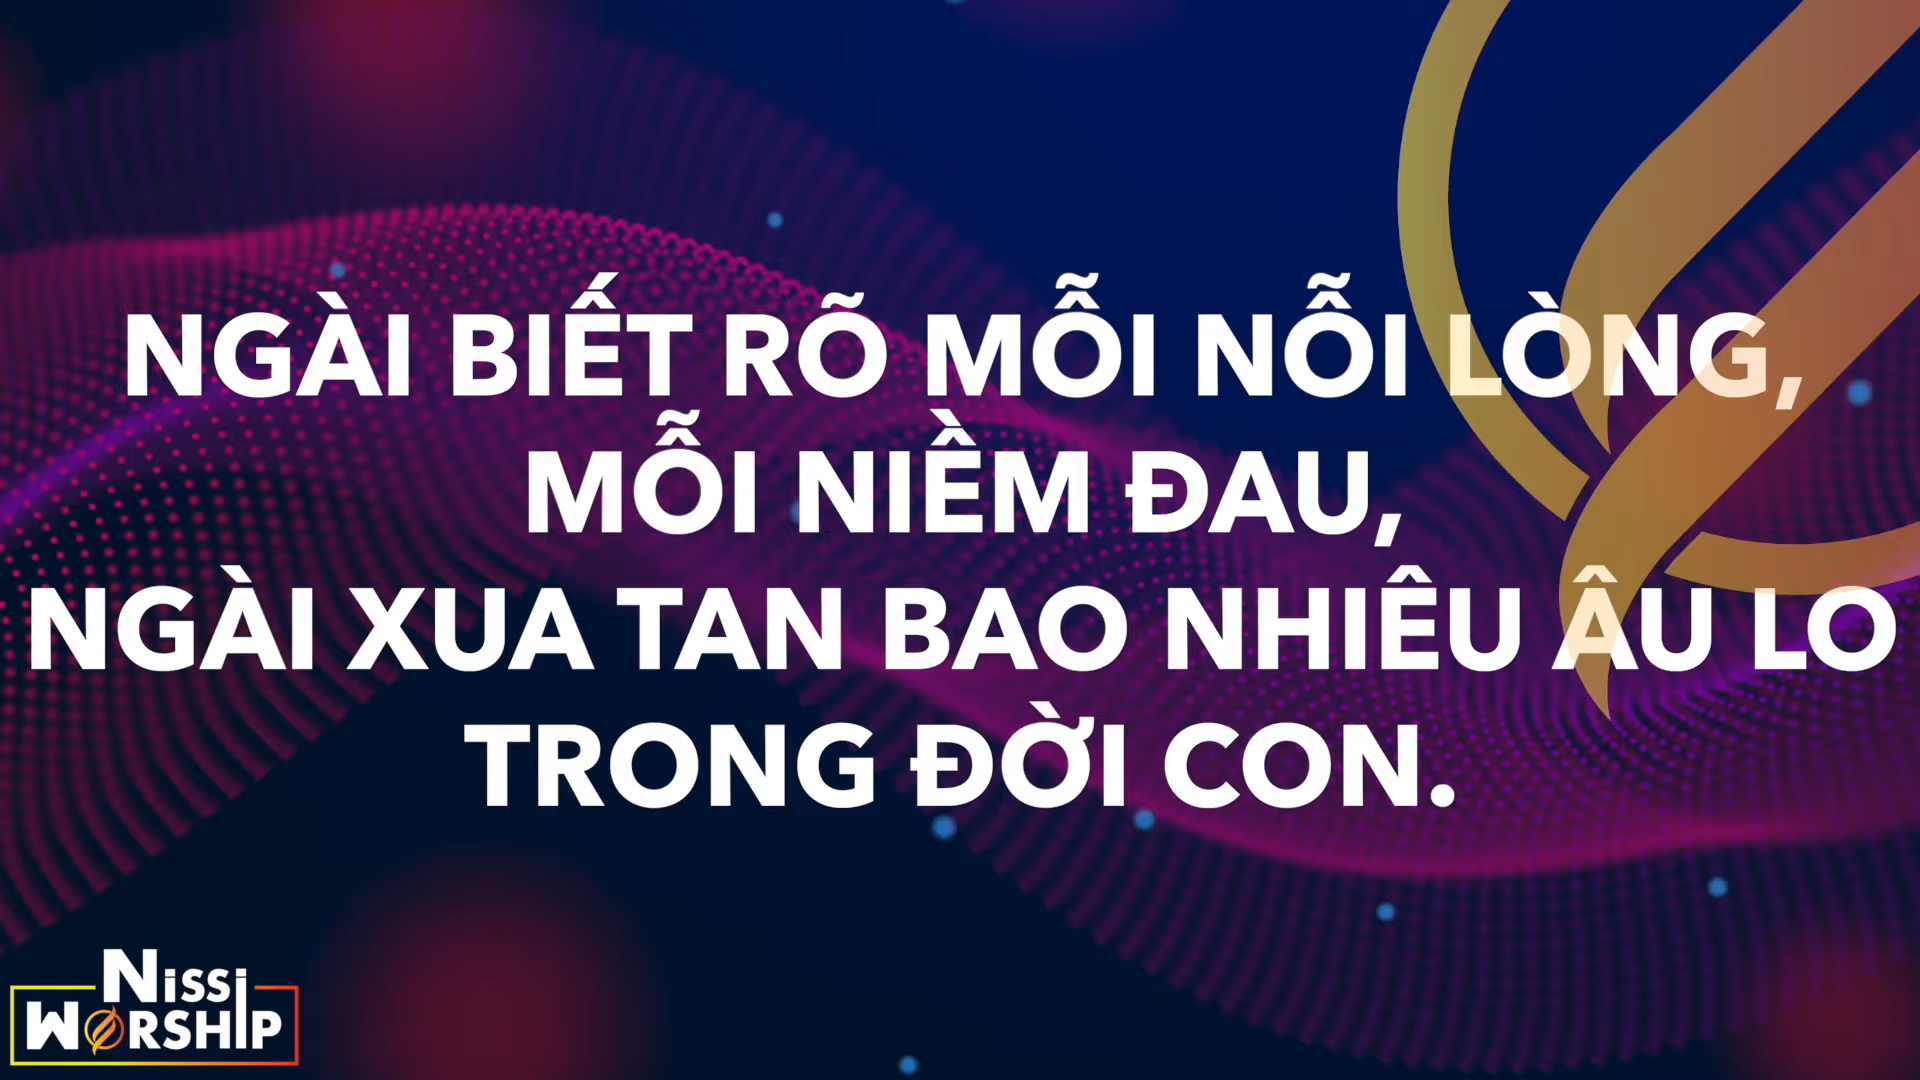 NGÀI BIẾT RÕ MỖI NỖI LÒNG,
MỖI NIỀM ĐAU,
NGÀI XUA TAN BAO NHIÊU ÂU LO
TRONG ĐỜI CON.
NISSI
WORSHIP